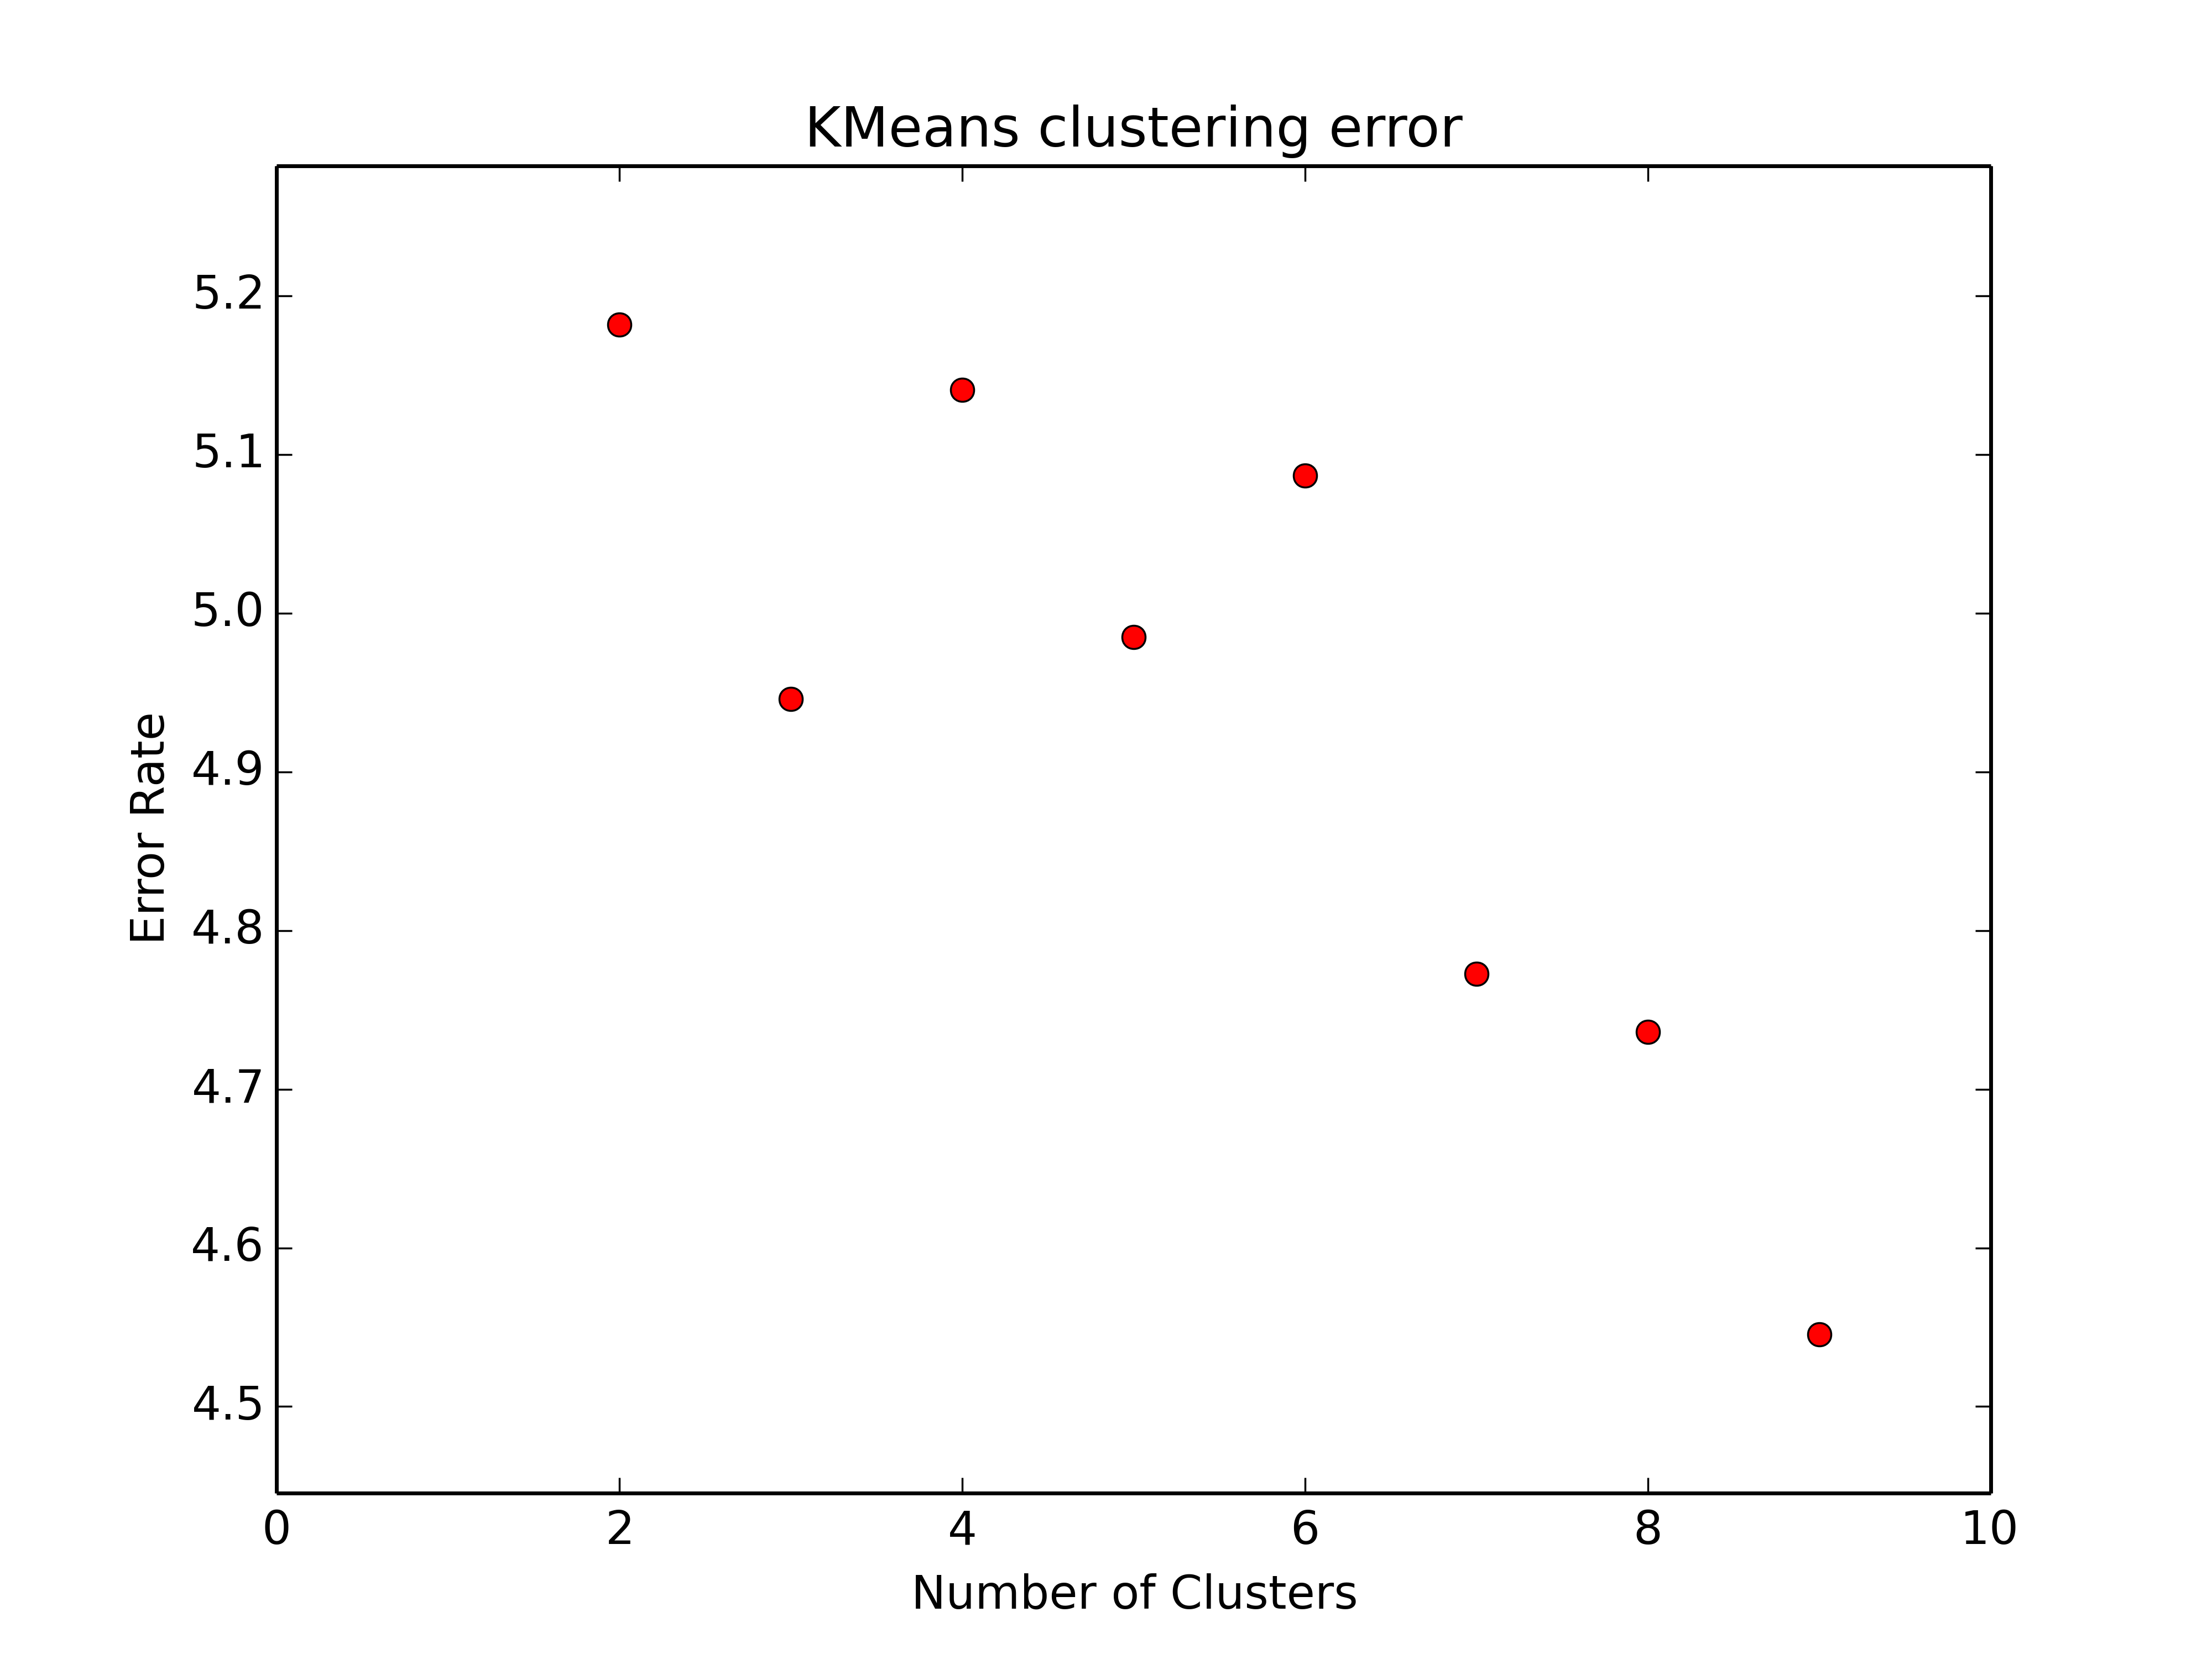 KMeans clustering error
5.2
5.1
5.0
4.9
4.8
4.7
4.6
4.5
Error Rate
0 2 4 6 8 10
Number of Clusters